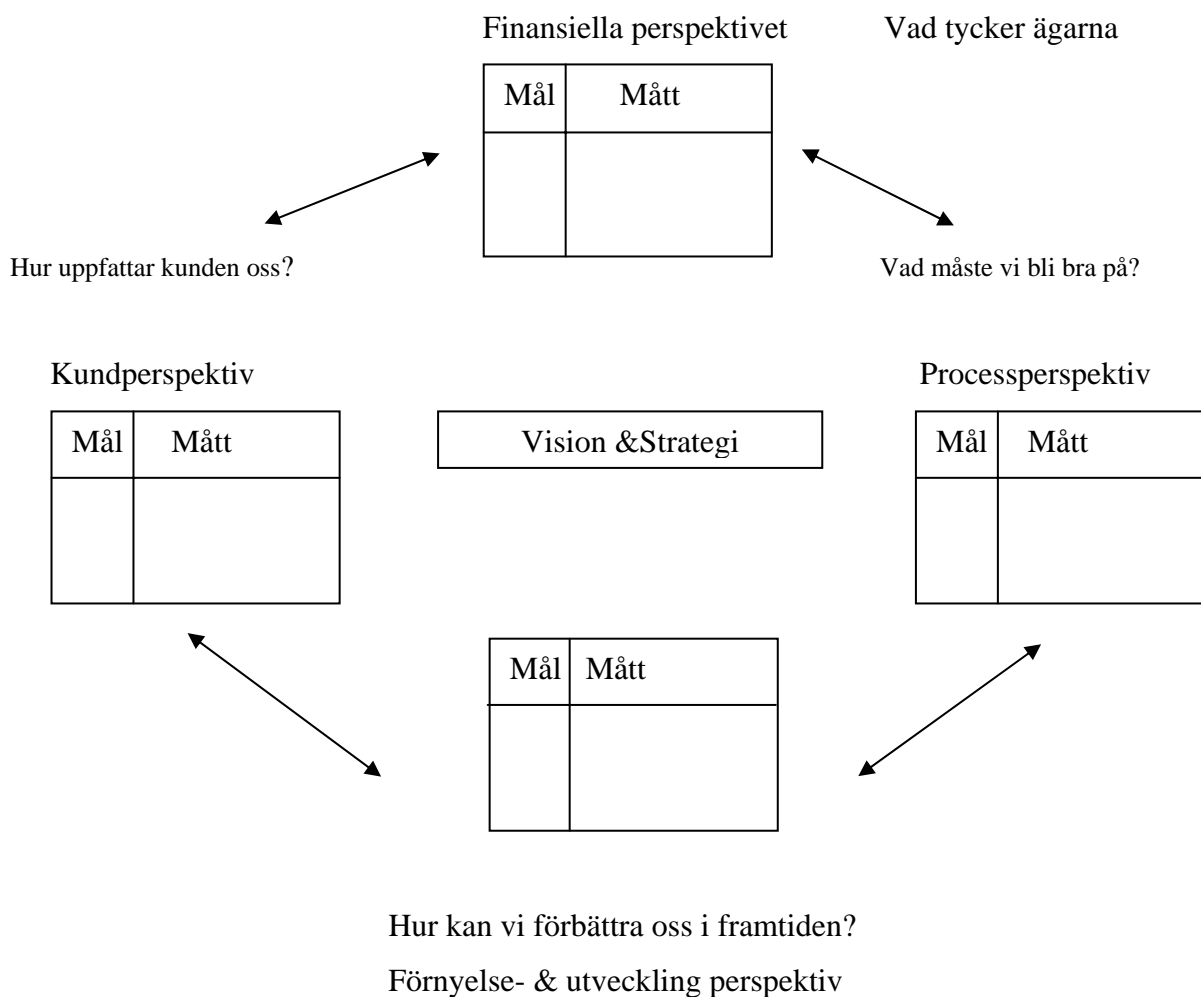 Finansiella perspektivet Vad tycker ägarna
Mål Mått
Hur uppfattar kunden oss? Vad måste vi bli bra på?
Kundperspektiv Processperspektiv
Mål Mått Vision &Strategi Mål Mått
Mål Mått
Hur kan vi förbättra oss i framtiden?
Förnyelse- & utveckling perspektiv